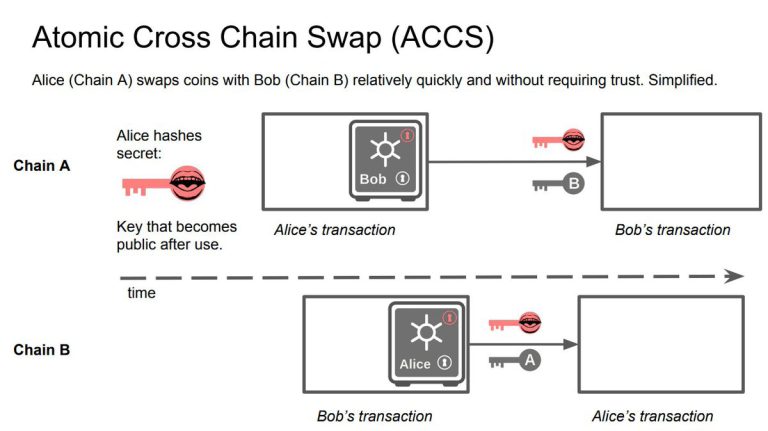 Atomic Cross Chain Swap (ACCS)
Alice (Chain A) swaps coins with Bob (Chain B) relatively quickly and without requiring trust. Simplified.
Chain A
Alice hashes
secret:
Key that becomes
public after use.
Bob
B
Alice’s transaction
Bob’s transaction
time
Chain B
Alice
A
Bob’s transaction
Alice’s transaction